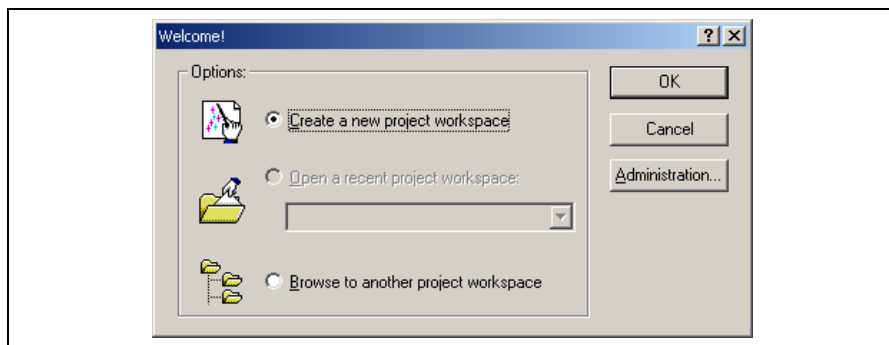 Welcome!
Options:
Create a new project workspace
Open a recent project workspace:
Browse to another project workspace
OK
Cancel
Administration...